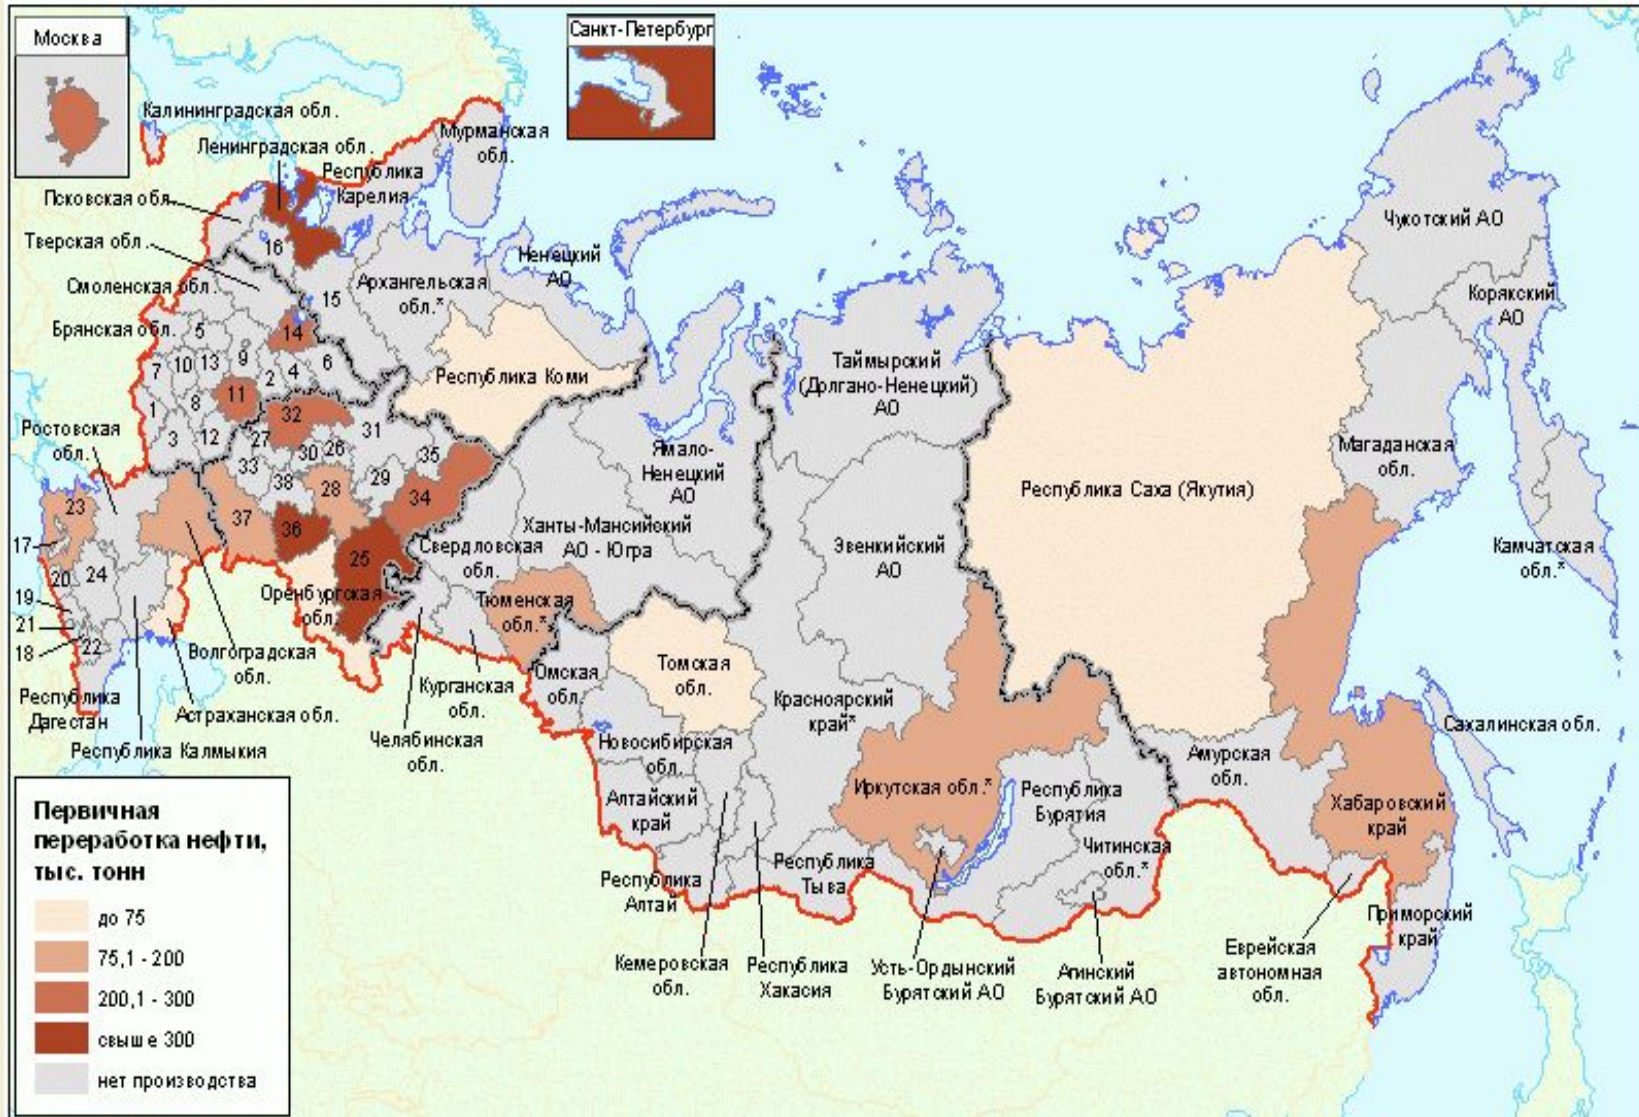 Москва
Санкт-Петербург
Калининградская обл.
Ленинградская обл.
Мурманская
обл.
Республика
Карелия
Псковская обл.
Тверская обл.
Смоленская обл.
Брянская обл.
Ненецкий
АО
Архангельская
обл.*
Республика Коми
16
15
14
5
9
6
7
10
13
2
4
1
8
11
3
12
32
31
27
30
26
35
33
38
28
29
34
37
36
25
Ростовская
обл.
23
17
20
24
19
21
18
22
Республика
Дагестан
Республика Калмыкия
Астраханская обл.
Волгоградская
обл.
Оренбургская
обл.
Свердловская
обл.
Челябинская
обл.
Курганская
обл.
Тюменская
обл.*
Ханты-Мансийский
АО - Югра
Ямало-
Ненецкий
АО
Таймырский
(Долгано-Ненецкий)
АО
Эвенкийский
АО
Красноярский
край*
Томская
обл.
Омская
обл.
Новосибирская
обл.
Алтайский
край
Республика
Алтай
Кемеровская
обл.
Республика
Хакасия
Республика
Тыва
Иркутская обл.*
Усть-Ордынский
Бурятский АО
Республика
Бурятия
Читинская
обл.*
Агинский
Бурятский АО
Республика Саха (Якутия)
Чукотский АО
Корякский
АО
Магаданская
обл.
Камчатская
обл.*
Сахалинская обл.
Амурская
обл.
Хабаровский
край
Еврейская
автономная
обл.
Приморский
край
Первичная
переработка нефти,
тыс. тонн
до 75
75,1 - 200
200,1 - 300
свыше 300
нет производства